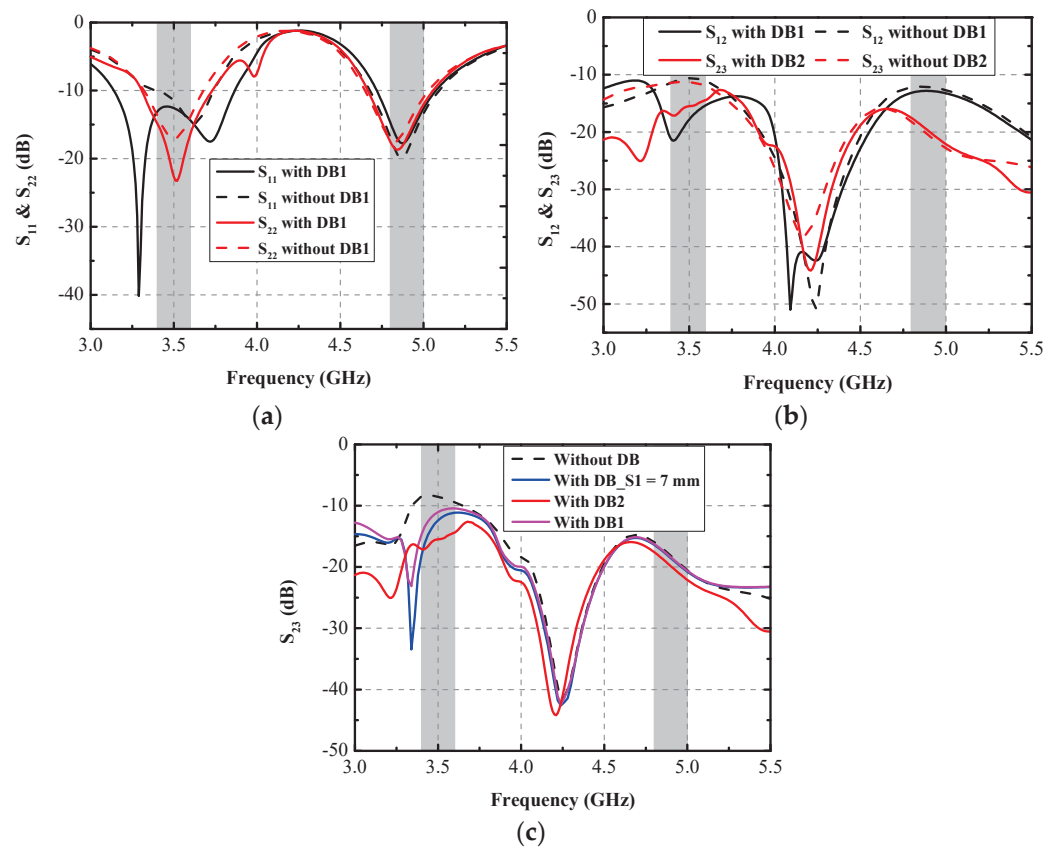 0
-10
-20
-30
-40
S11 & S22 (dB)
S11 with DB1
S11 without DB1
S22 with DB1
S22 without DB1
3.0 3.5 4.0 4.5 5.0 5.5
Frequency (GHz)
(a)
0
-10
-20
-30
-40
-50
S12 & S23 (dB)
S12 with DB1 S12 without DB1
S23 with DB2 S23 without DB2
3.0 3.5 4.0 4.5 5.0 5.5
Frequency (GHz)
(b)
0
-10
-20
-30
-40
-50
S23 (dB)
Without DB
With DB_S1 = 7 mm
With DB2
With DB1
3.0 3.5 4.0 4.5 5.0 5.5
Frequency (GHz)
(c)